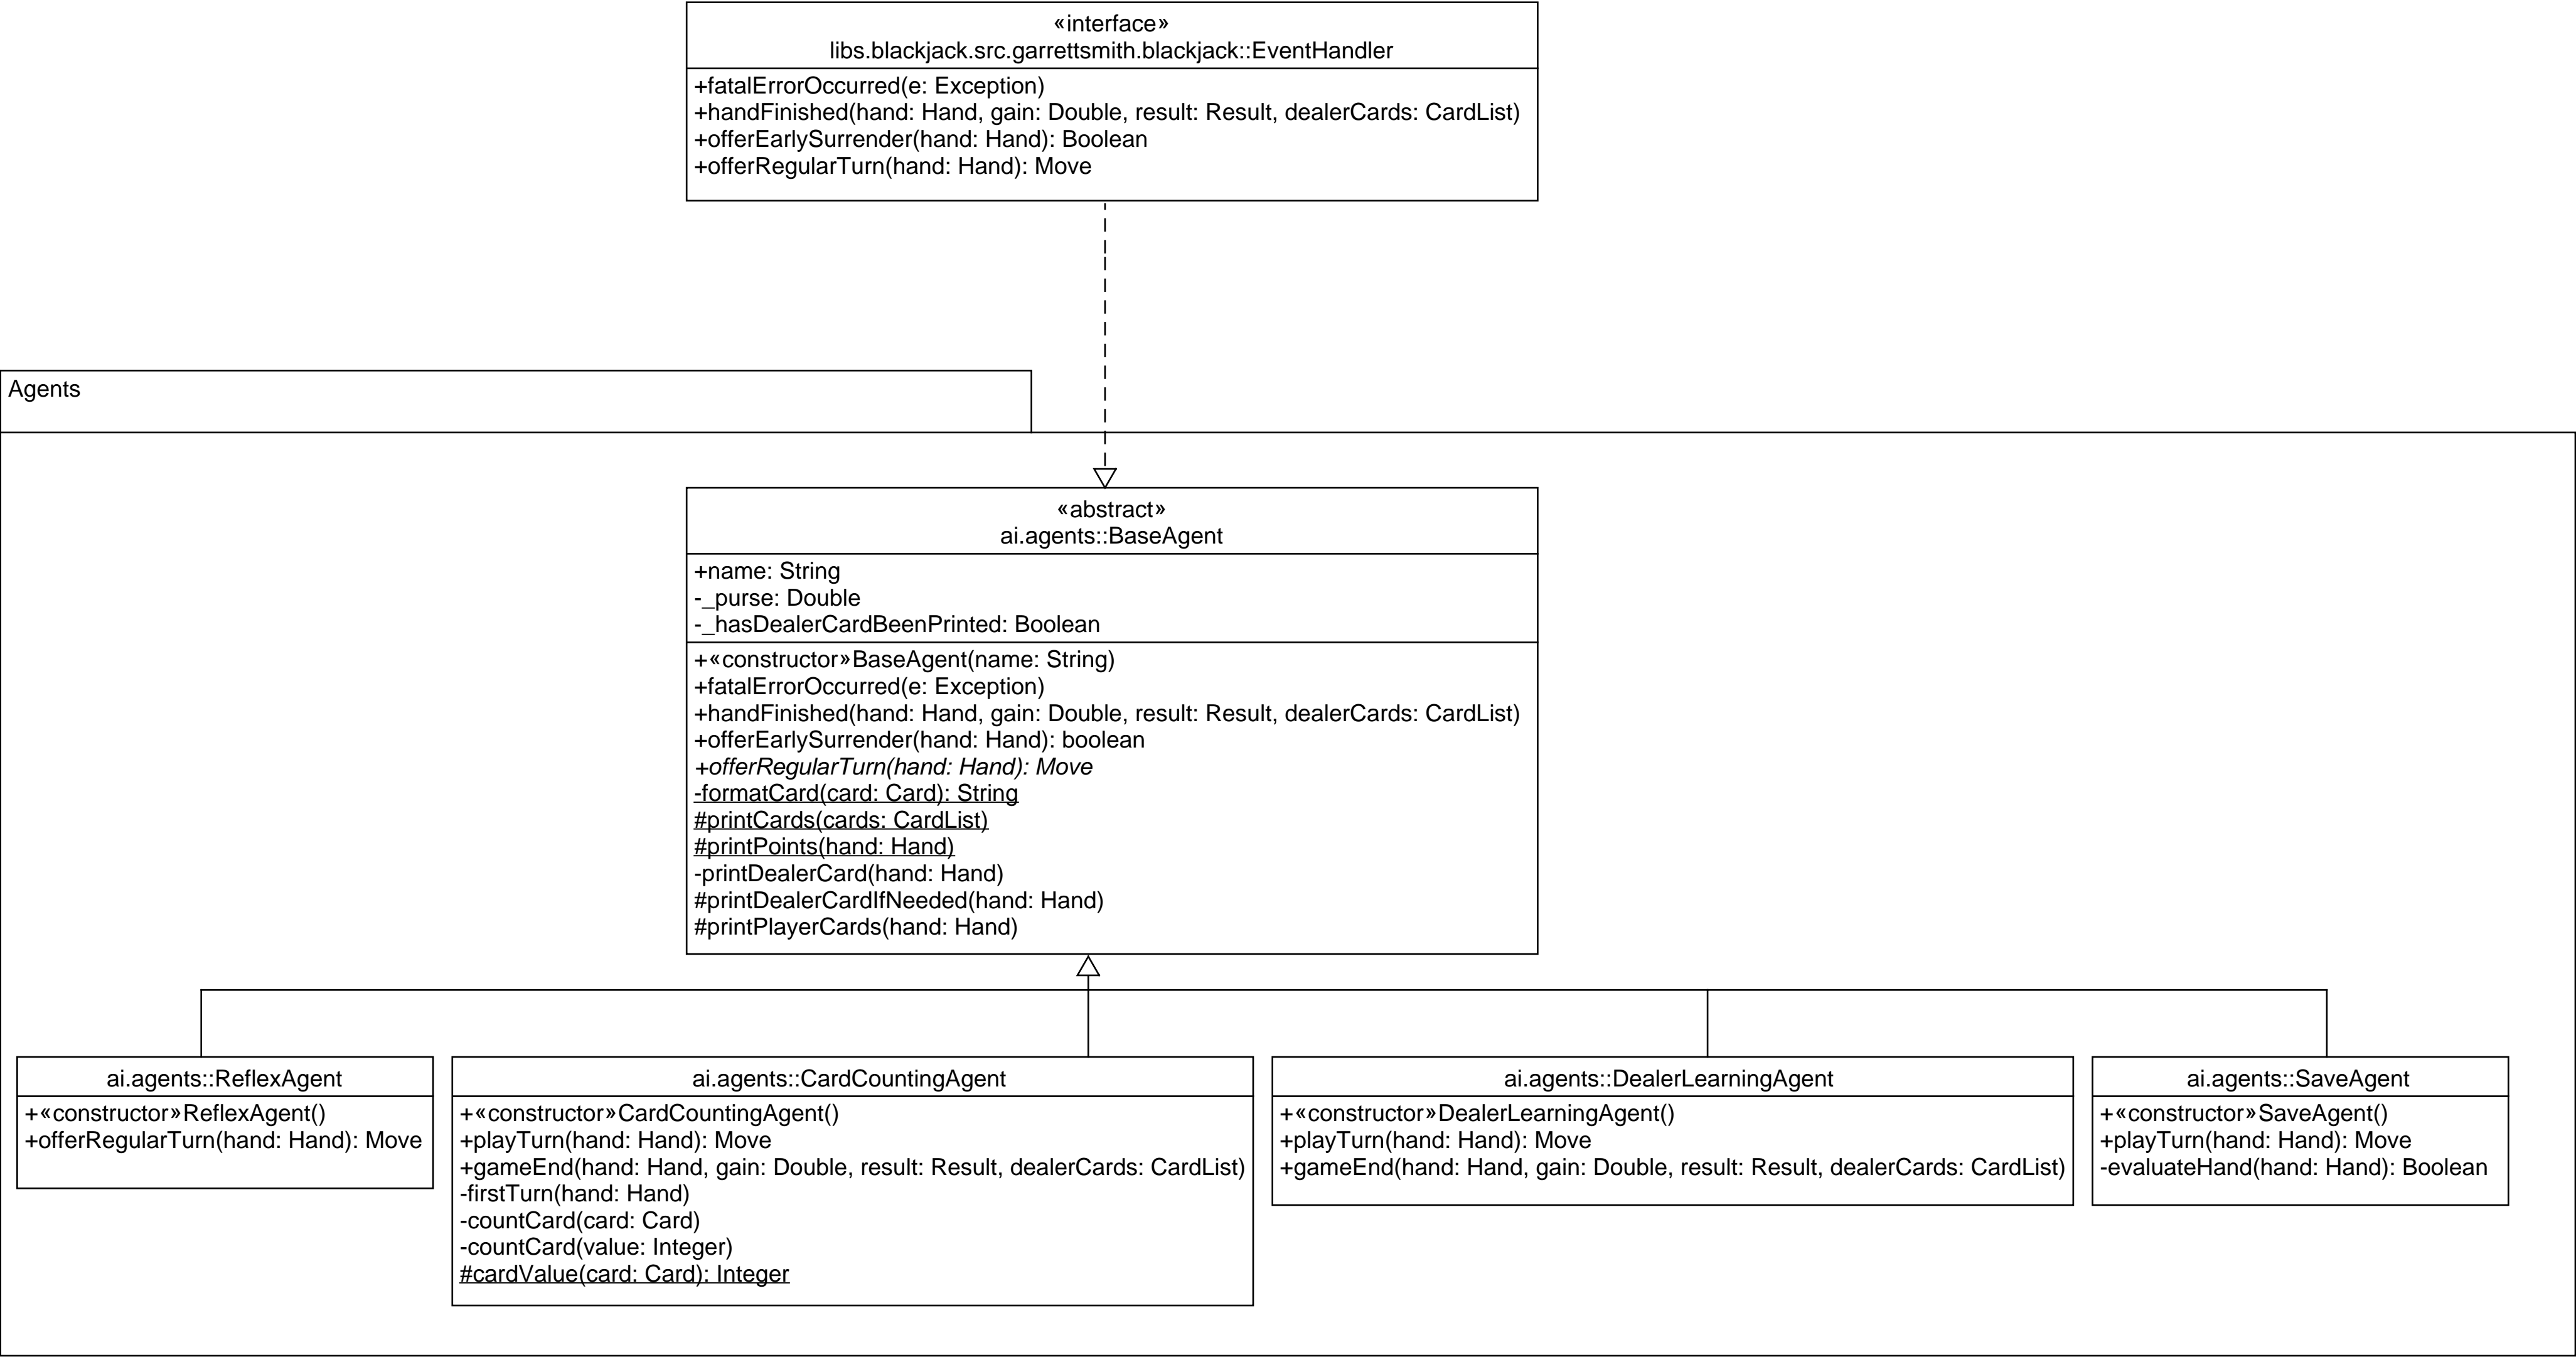 «interface»
libs.blackjack.src.garrettsmith.blackjack::EventHandler
+fatalErrorOccurred(e: Exception)
+handFinished(hand: Hand, gain: Double, result: Result, dealerCards: CardList)
+offerEarlySurrender(hand: Hand): Boolean
+offerRegularTurn(hand: Hand): Move
Agents
«abstract»
ai.agents::BaseAgent
+name: String
-_purse: Double
-_hasDealerCardBeenPrinted: Boolean
+«constructor»BaseAgent(name: String)
+fatalErrorOccurred(e: Exception)
+handFinished(hand: Hand, gain: Double, result: Result, dealerCards: CardList)
+offerEarlySurrender(hand: Hand): boolean
+offerRegularTurn(hand: Hand): Move
-formatCard(card: Card): String
#printCards(cards: CardList)
#printPoints(hand: Hand)
-printDealerCard(hand: Hand)
#printDealerCardIfNeeded(hand: Hand)
#printPlayerCards(hand: Hand)
ai.agents::ReflexAgent
+«constructor»ReflexAgent()
+offerRegularTurn(hand: Hand): Move
ai.agents::CardCountingAgent
+«constructor»CardCountingAgent()
+playTurn(hand: Hand): Move
+gameEnd(hand: Hand, gain: Double, result: Result, dealerCards: CardList)
-firstTurn(hand: Hand)
-countCard(card: Card)
-countCard(value: Integer)
#cardValue(card: Card): Integer
ai.agents::DealerLearningAgent
+«constructor»DealerLearningAgent()
+playTurn(hand: Hand): Move
+gameEnd(hand: Hand, gain: Double, result: Result, dealerCards: CardList)
ai.agents::SaveAgent
+«constructor»SaveAgent()
+playTurn(hand: Hand): Move
-evaluateHand(hand: Hand): Boolean